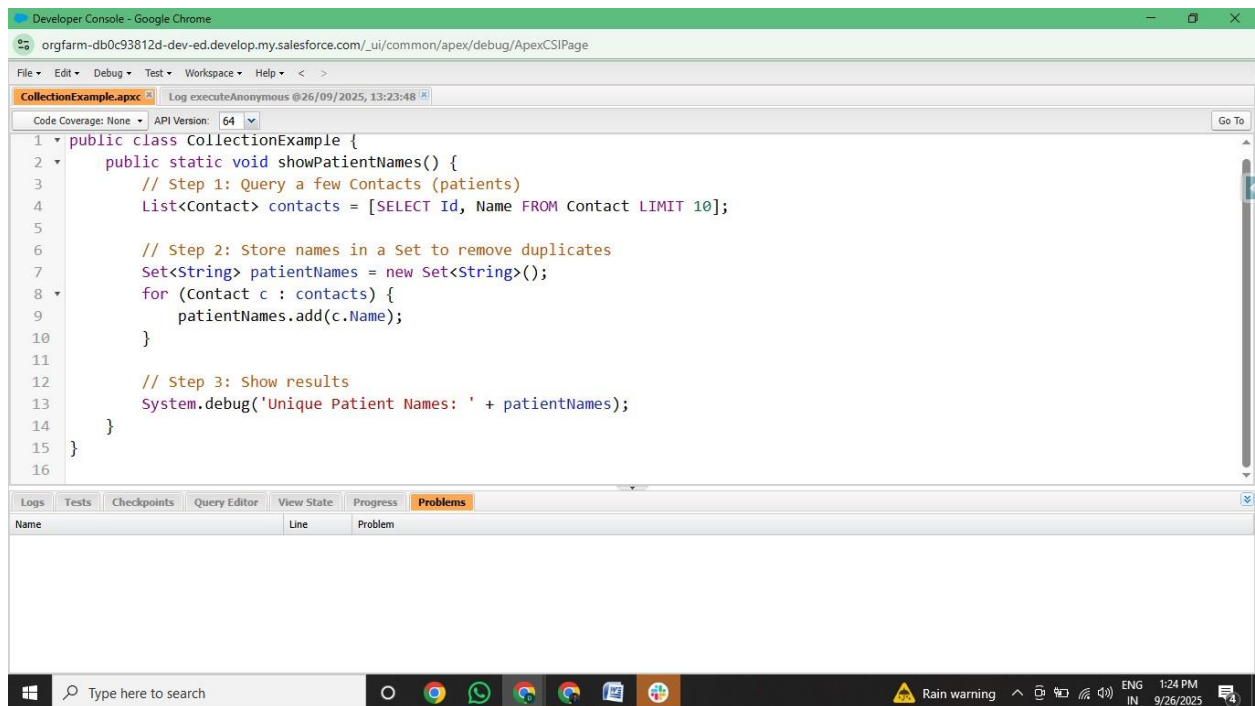 Developer Console - Google Chrome
orgfarm-db0c93812d-dev-ed.develop.my.salesforce.com/_ui/common/apex/debug/ApexCSIPage
File Edit Debug Test Workspace Help < >
CollectionExample.apxc Log executeAnonymous @26/09/2025, 13:23:48
Code Coverage: None API Version: 64 Go To
1 public class CollectionExample {
2 public static void showPatientNames() {
3 // Step 1: Query a few Contacts (patients)
4 List<Contact> contacts = [SELECT Id, Name FROM Contact LIMIT 10];
5
6 // Step 2: Store names in a Set to remove duplicates
7 Set<String> patientNames = new Set<String>();
8 for (Contact c : contacts) {
9 patientNames.add(c.Name);
10 }
11
12 // Step 3: Show results
13 System.debug('Unique Patient Names: ' + patientNames);
14 }
15 }
16
Logs Tests Checkpoints Query Editor View State Progress Problems
Name Line Problem
Type here to search Rain warning ENG 1:24 PM
IN 9/26/2025 4